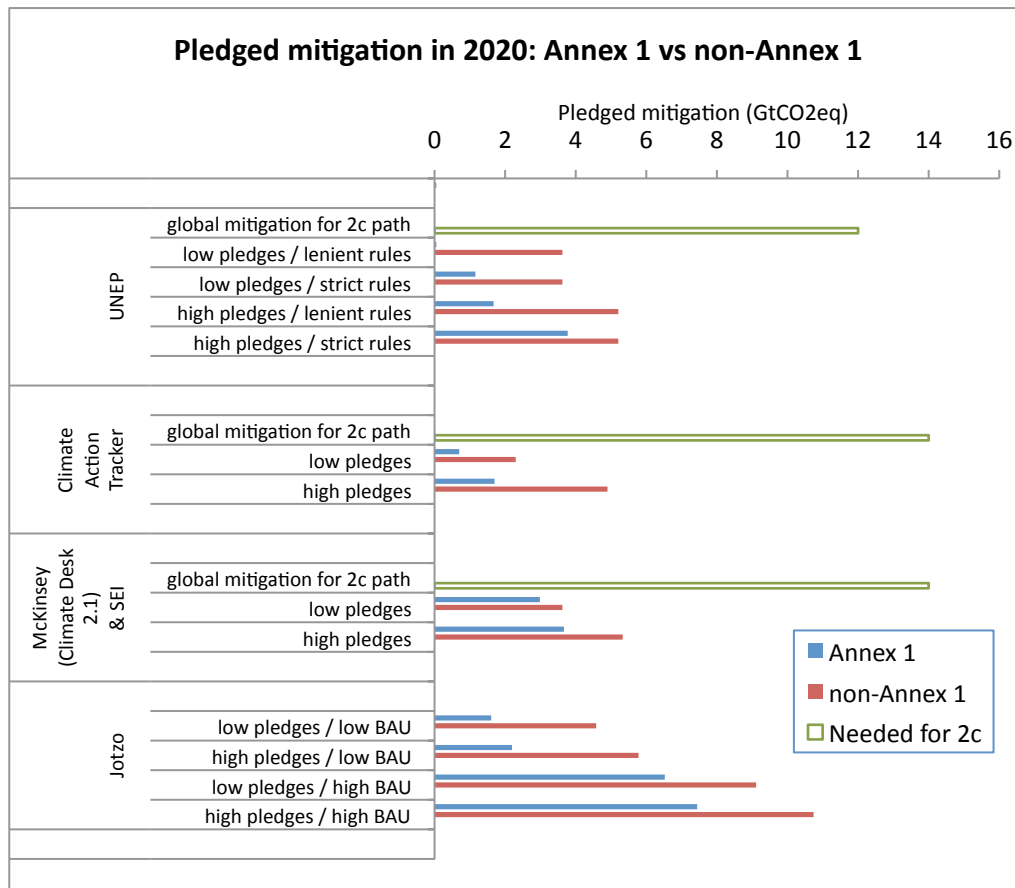 Pledged mitigation in 2020: Annex 1 vs non-Annex 1
Pledged mitigation (GtCO2eq)
0 2 4 6 8 10 12 14 16
UNEP
global mitigation for 2c path
low pledges / lenient rules
low pledges / strict rules
high pledges / lenient rules
high pledges / strict rules
Climate
Action
Tracker
global mitigation for 2c path
low pledges
high pledges
McKinsey
(Climate Desk
2.1)
& SEI
global mitigation for 2c path
low pledges
high pledges
Jotzo
low pledges / low BAU
high pledges / low BAU
low pledges / high BAU
high pledges / high BAU
Annex 1
non-Annex 1
Needed for 2c